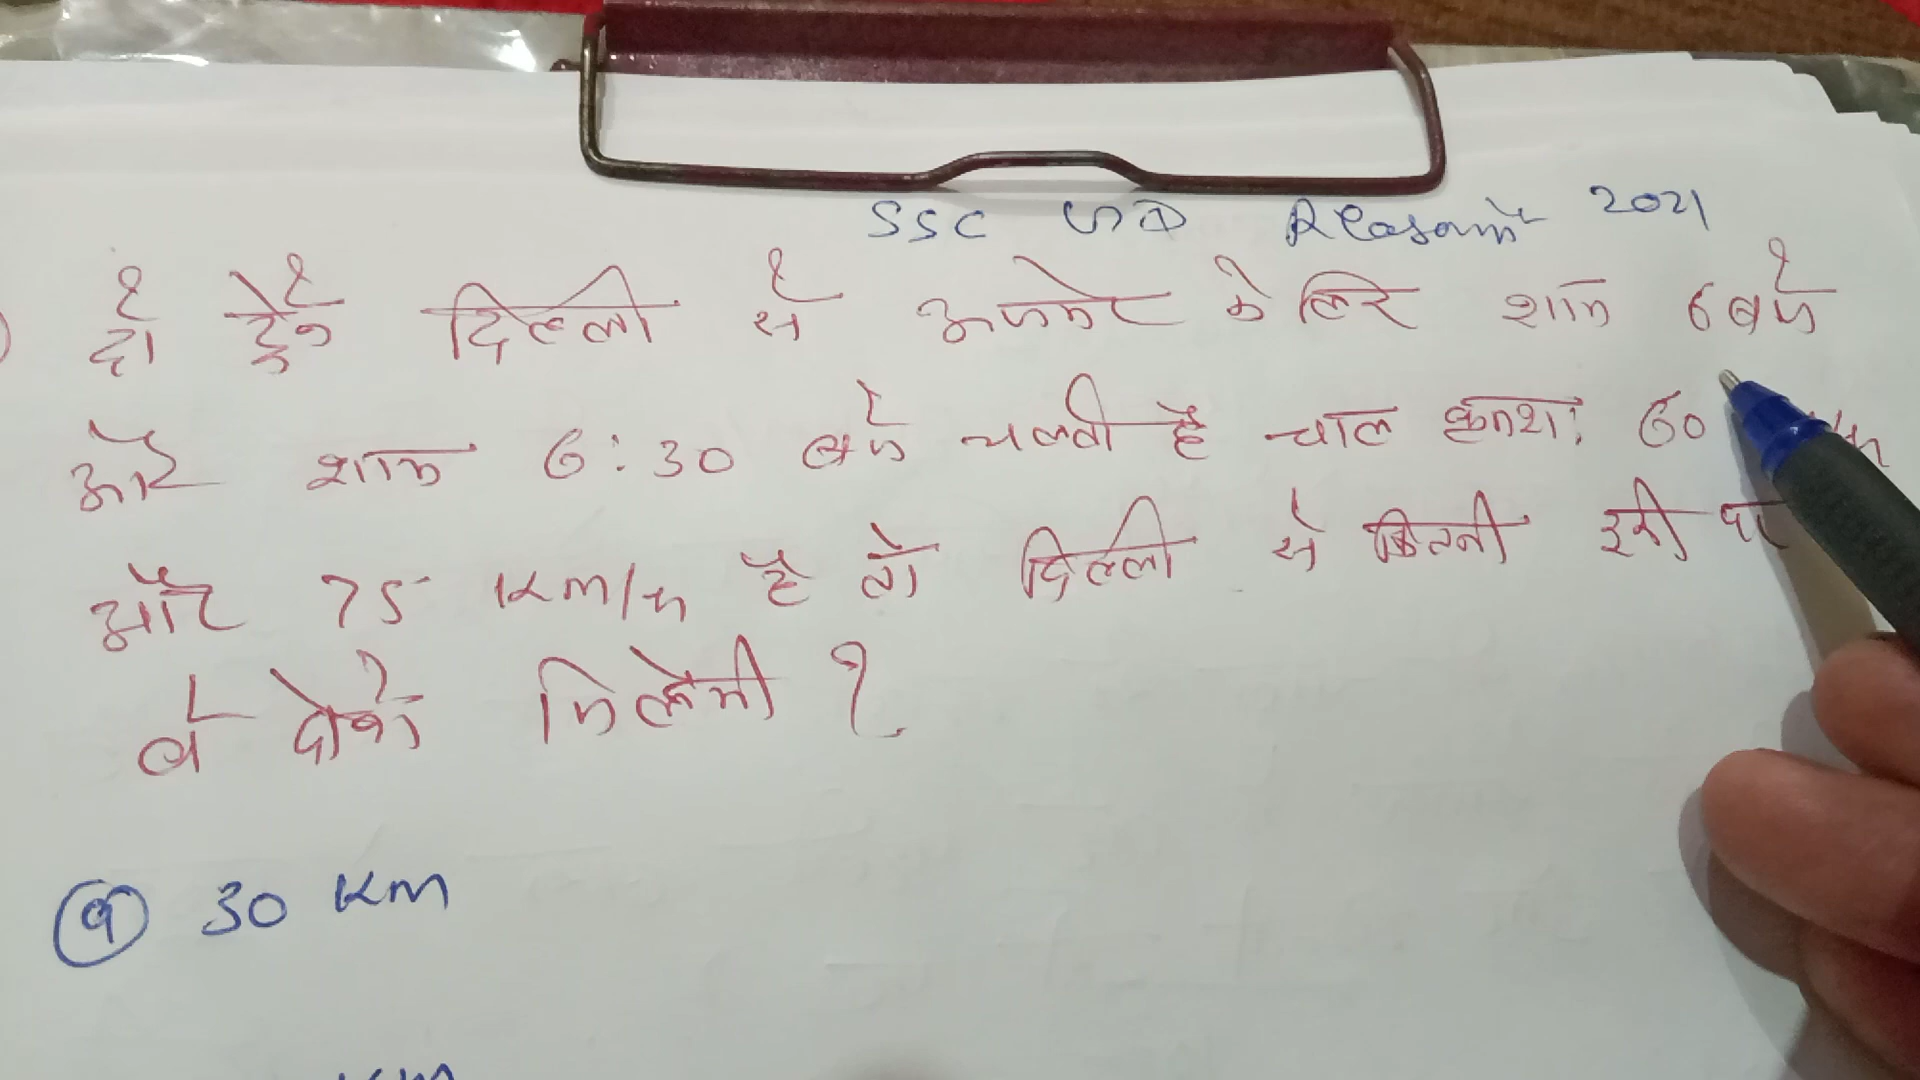 SSC GD Reasoning 2021
दो ट्रेन दिल्ली से अजमेर के लिए शाम 6 बजे
और शाम 6:30 बजे चलती है चाल क्रमश: 60
और 75 KM/h है तो दिल्ली से कितनी दूरी पर
वे दोनो मिलेगी ?
(a) 30 KM
KM